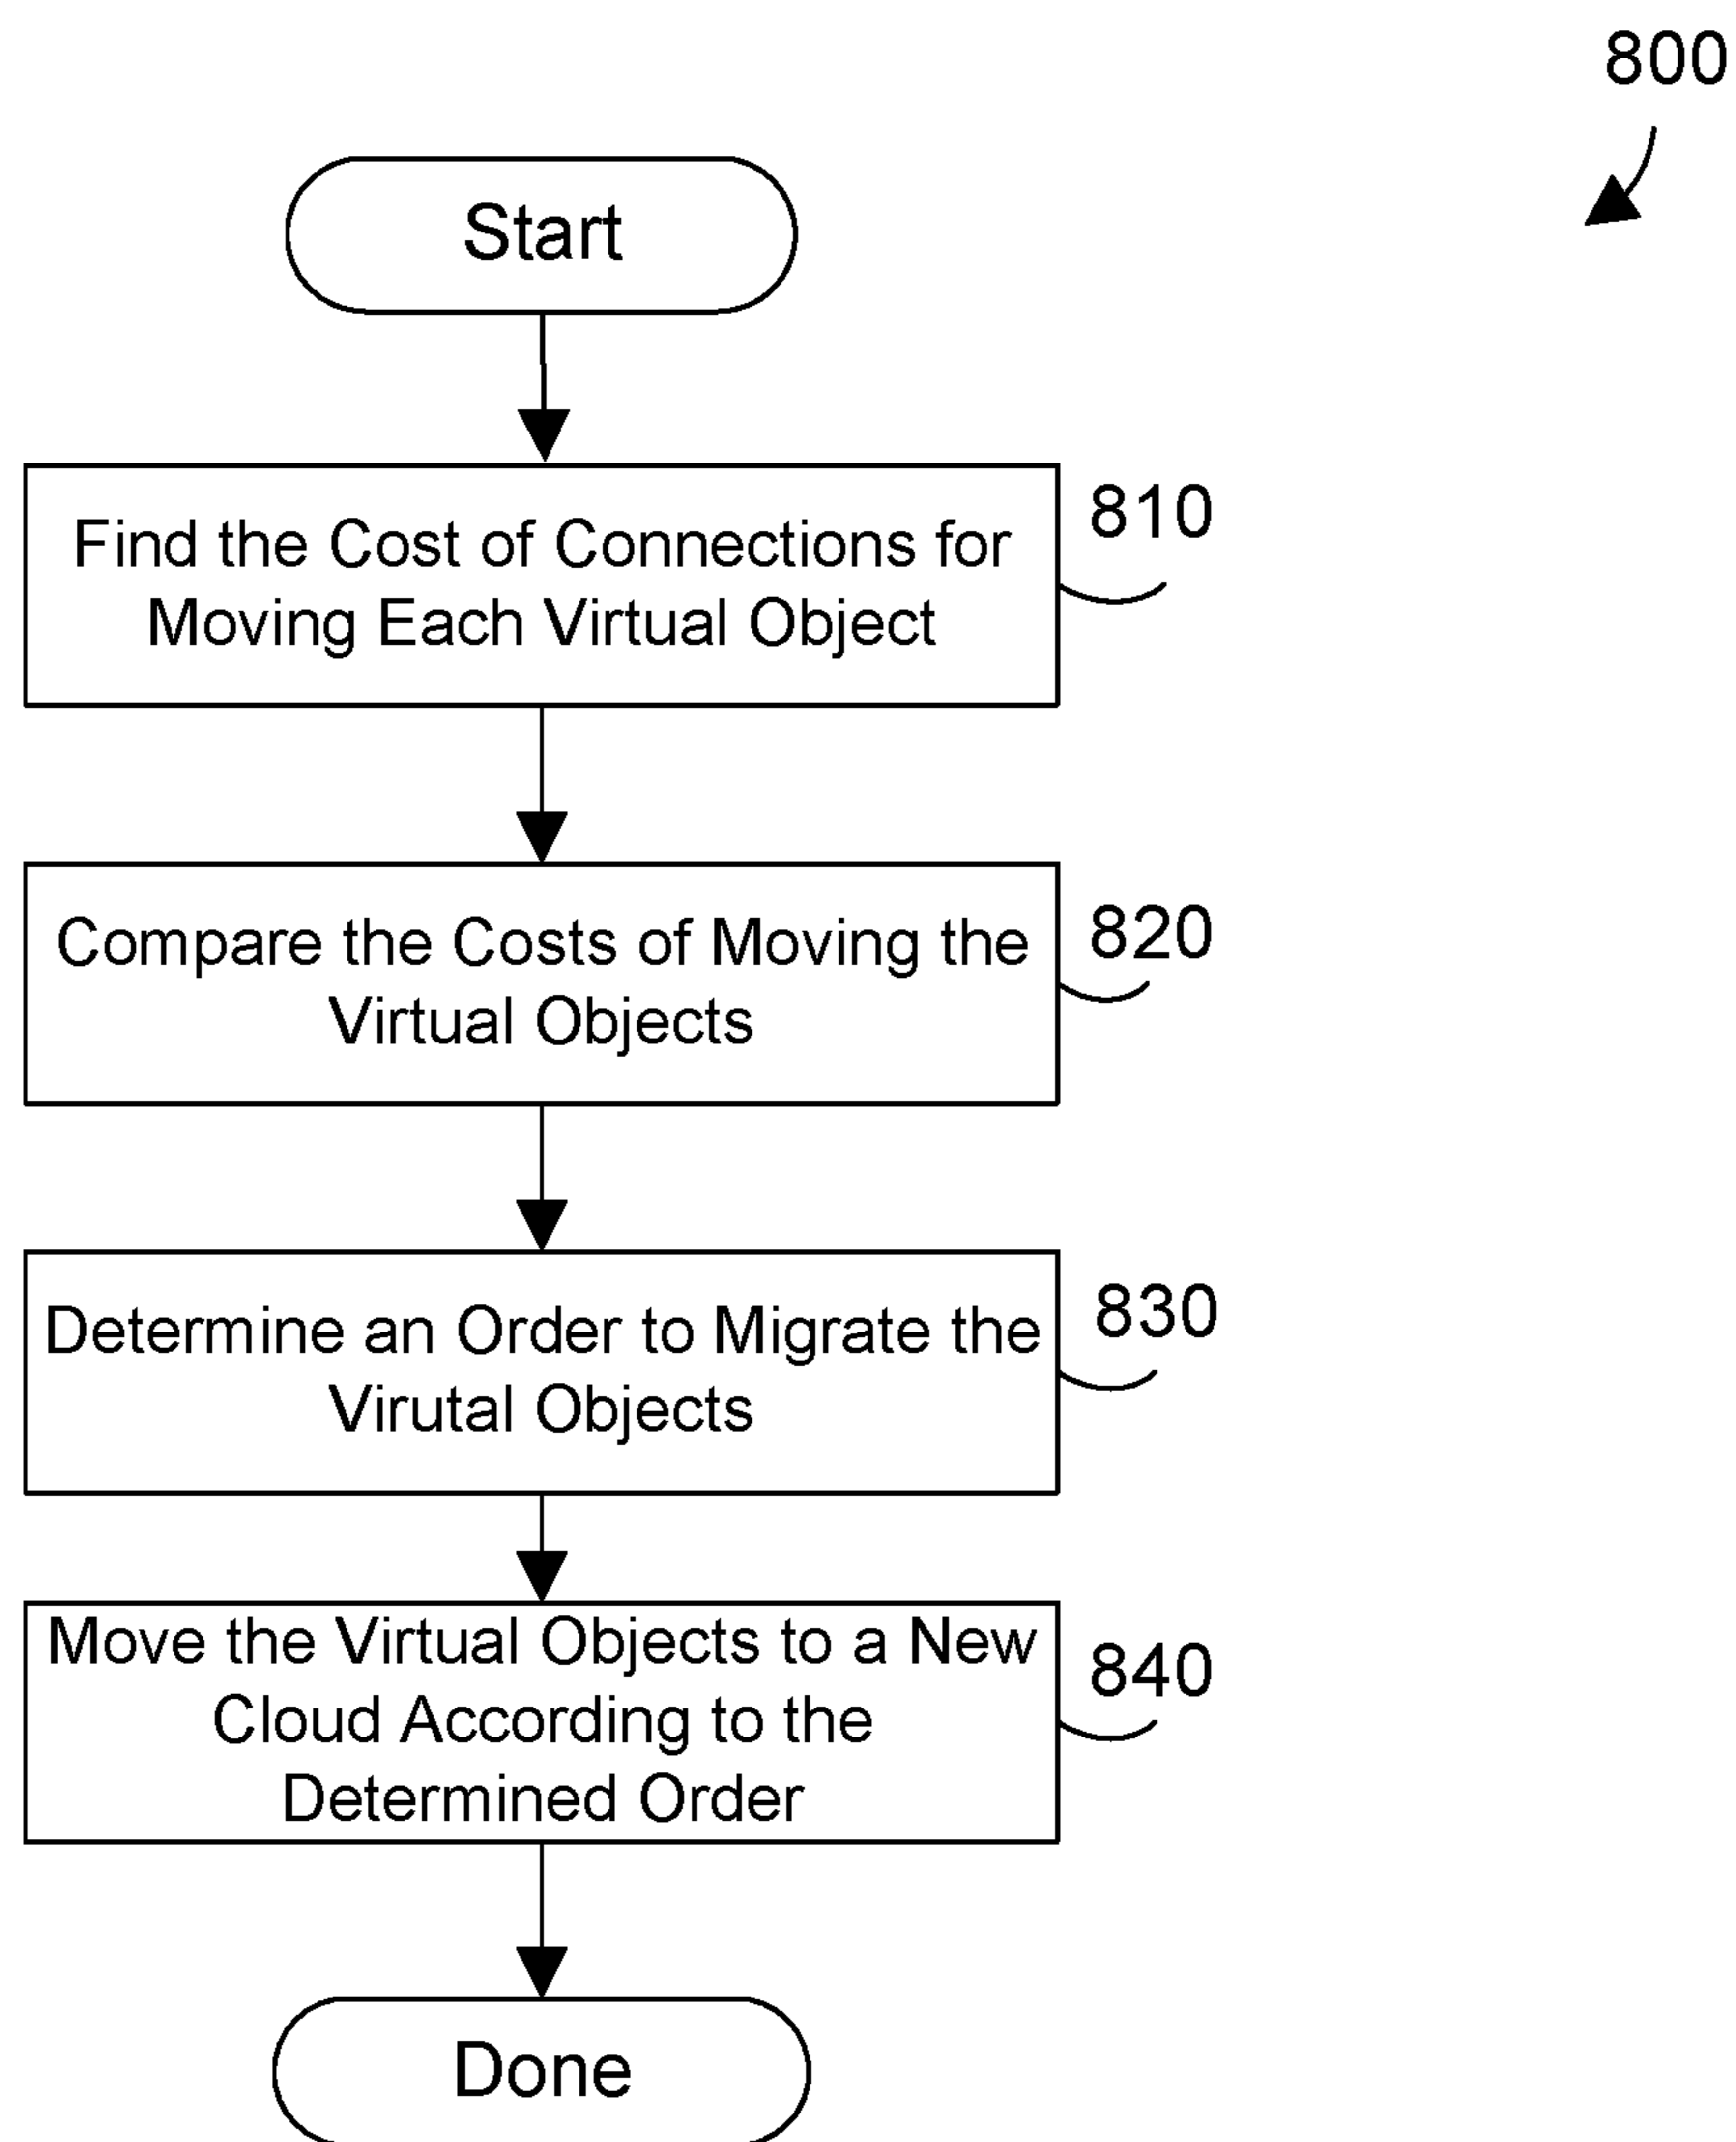 800
Start
Find the Cost of Connections for
Moving Each Virtual Object
810
Compare the Costs of Moving the
Virtual Objects
820
Determine an Order to Migrate the
Virutal Objects
830
Move the Virtual Objects to a New
Cloud According to the
Determined Order
840
Done